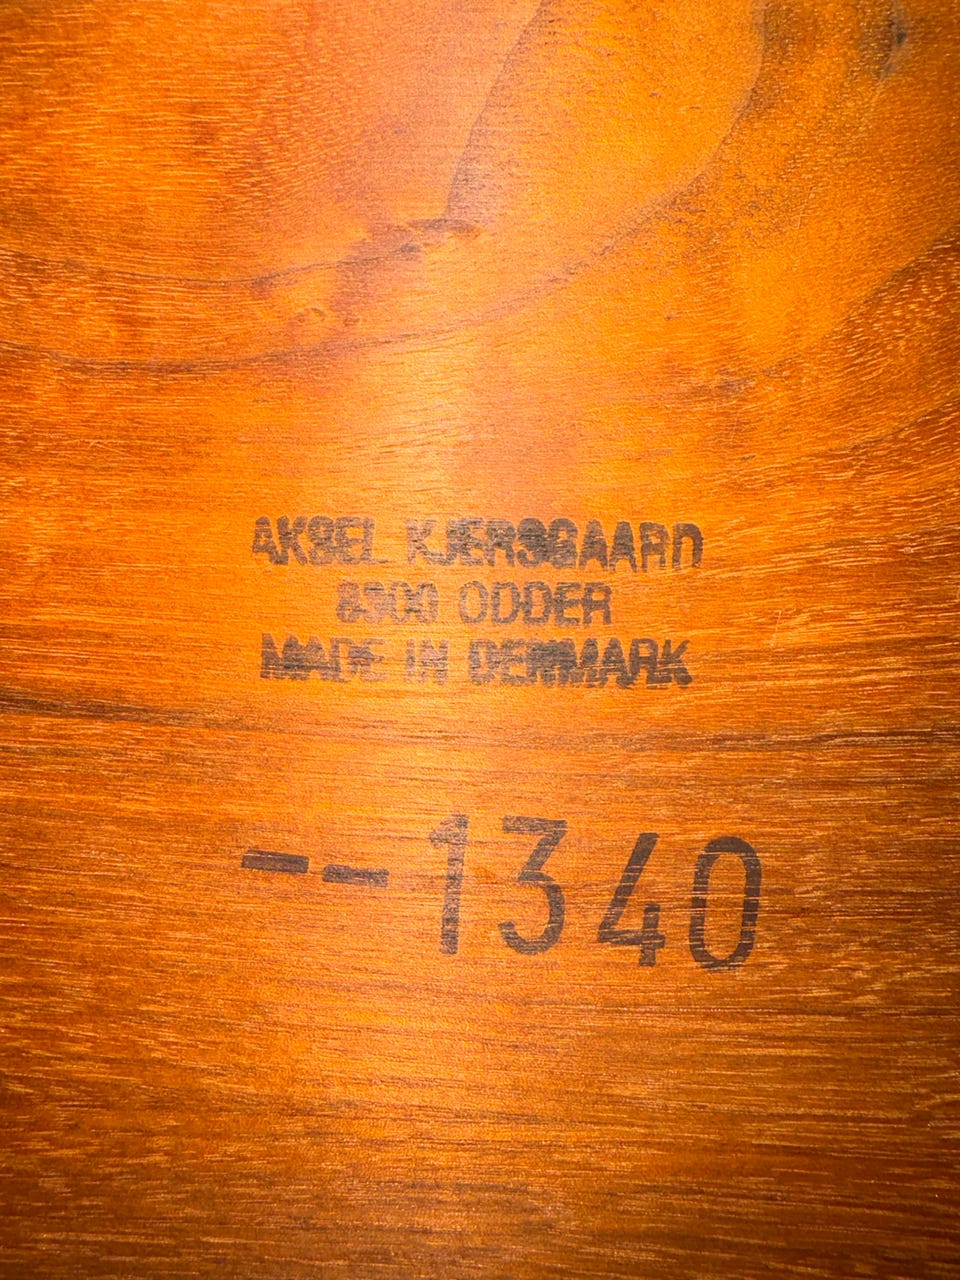 AKSEL KJERSGAARD
8300 ODDER
MADE IN DENMARK
--1340